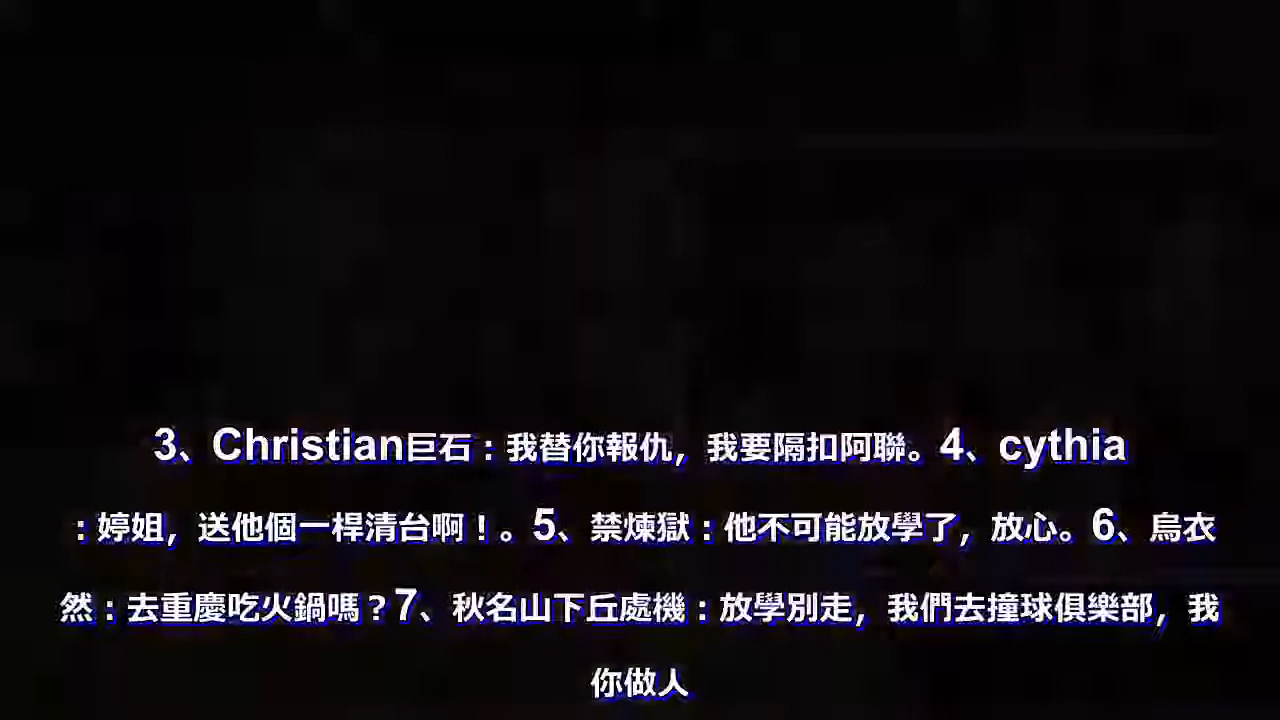 3、Christian巨石：我替你報仇，我要隔扣阿聯。4、cythia
：婷姐，送他個一桿清台啊！。5、禁煉獄：他不可能放學了，放心。6、烏衣
然：去重慶吃火鍋嗎？7、秋名山下丘處機：放學別走，我們去撞球俱樂部，我
你做人